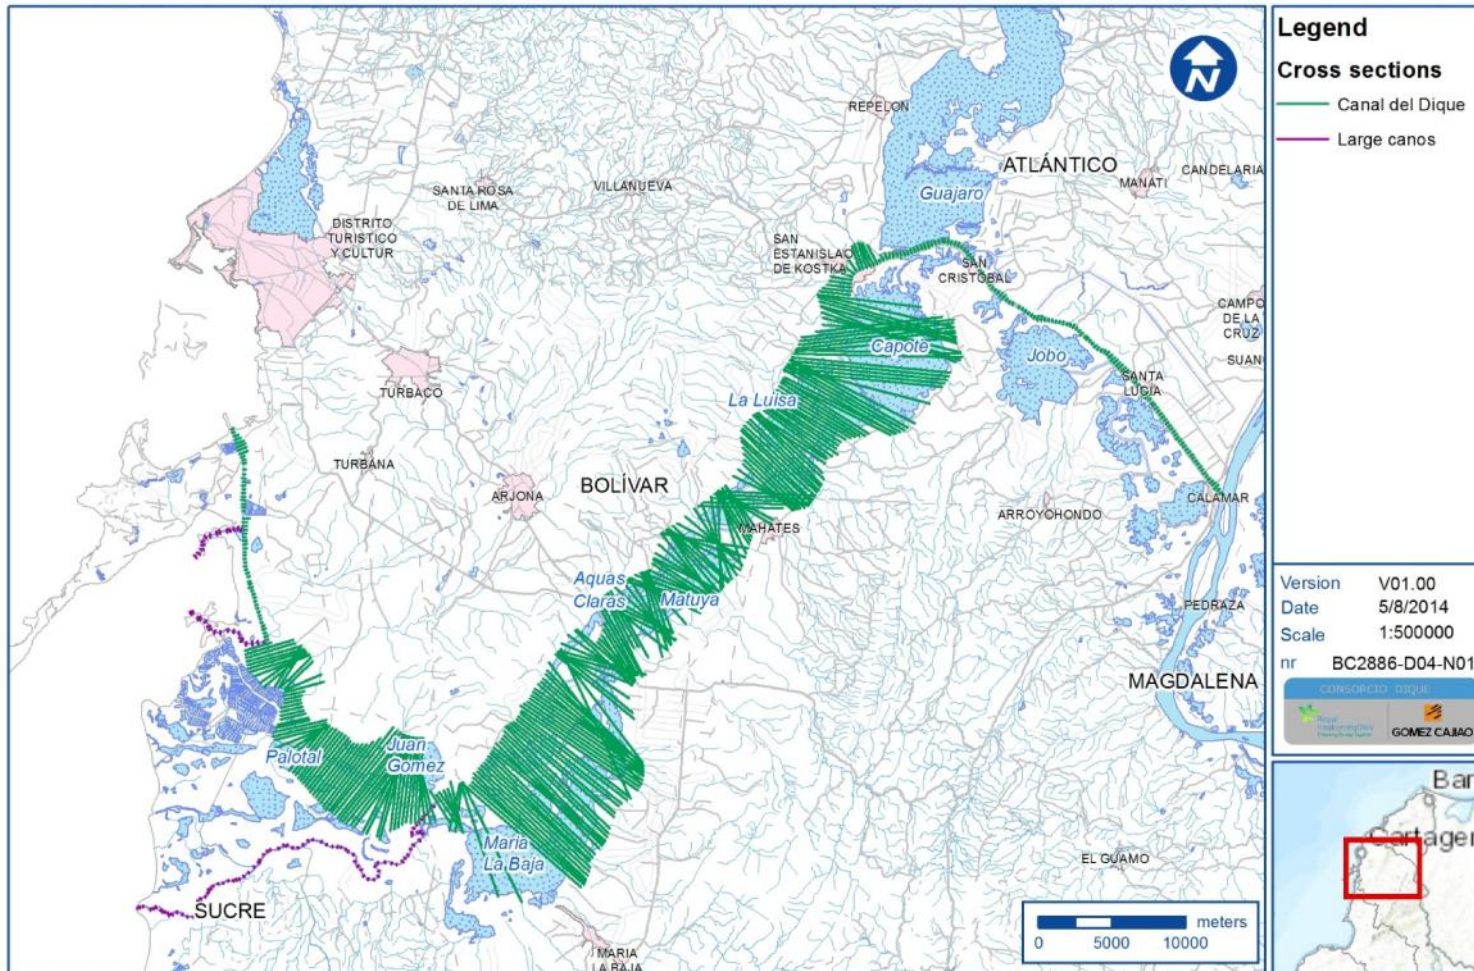 REPELON
ATLÁNTICO
CANDELARIA
MANATI
Guajaro
SANTA ROSA
DE LIMA
VILLANUEVA
DISTRITO
TURISTICO
Y CULTUR
SAN
ESTANISLAO
DE KOSTKA
SAN
CRISTOBAL
CAMPO
DE LA
CRUZ
SUAN
Capote
Jobo
SANTA
LUCIA
TURBACO
La Luisa
TURBANA
ARJONA
BOLÍVAR
CALAMAR
ARROYOHONDO
MAHATES
Aquas
Claras
Matuya
PEDRAZA
MAGDALENA
Palotal
Juan
Gomez
Maria
La Baja
EL GUAMO
SUCRE
MARIA
LA BAJA
meters
0 5000 10000
N
Legend
Cross sections
Canal del Dique
Large canos
Version V01.00
Date 5/8/2014
Scale 1:500000
nr BC2886-D04-N01
CONSORCIO DIQUE
GOMEZ CAJIAO
Bar
Cartagen